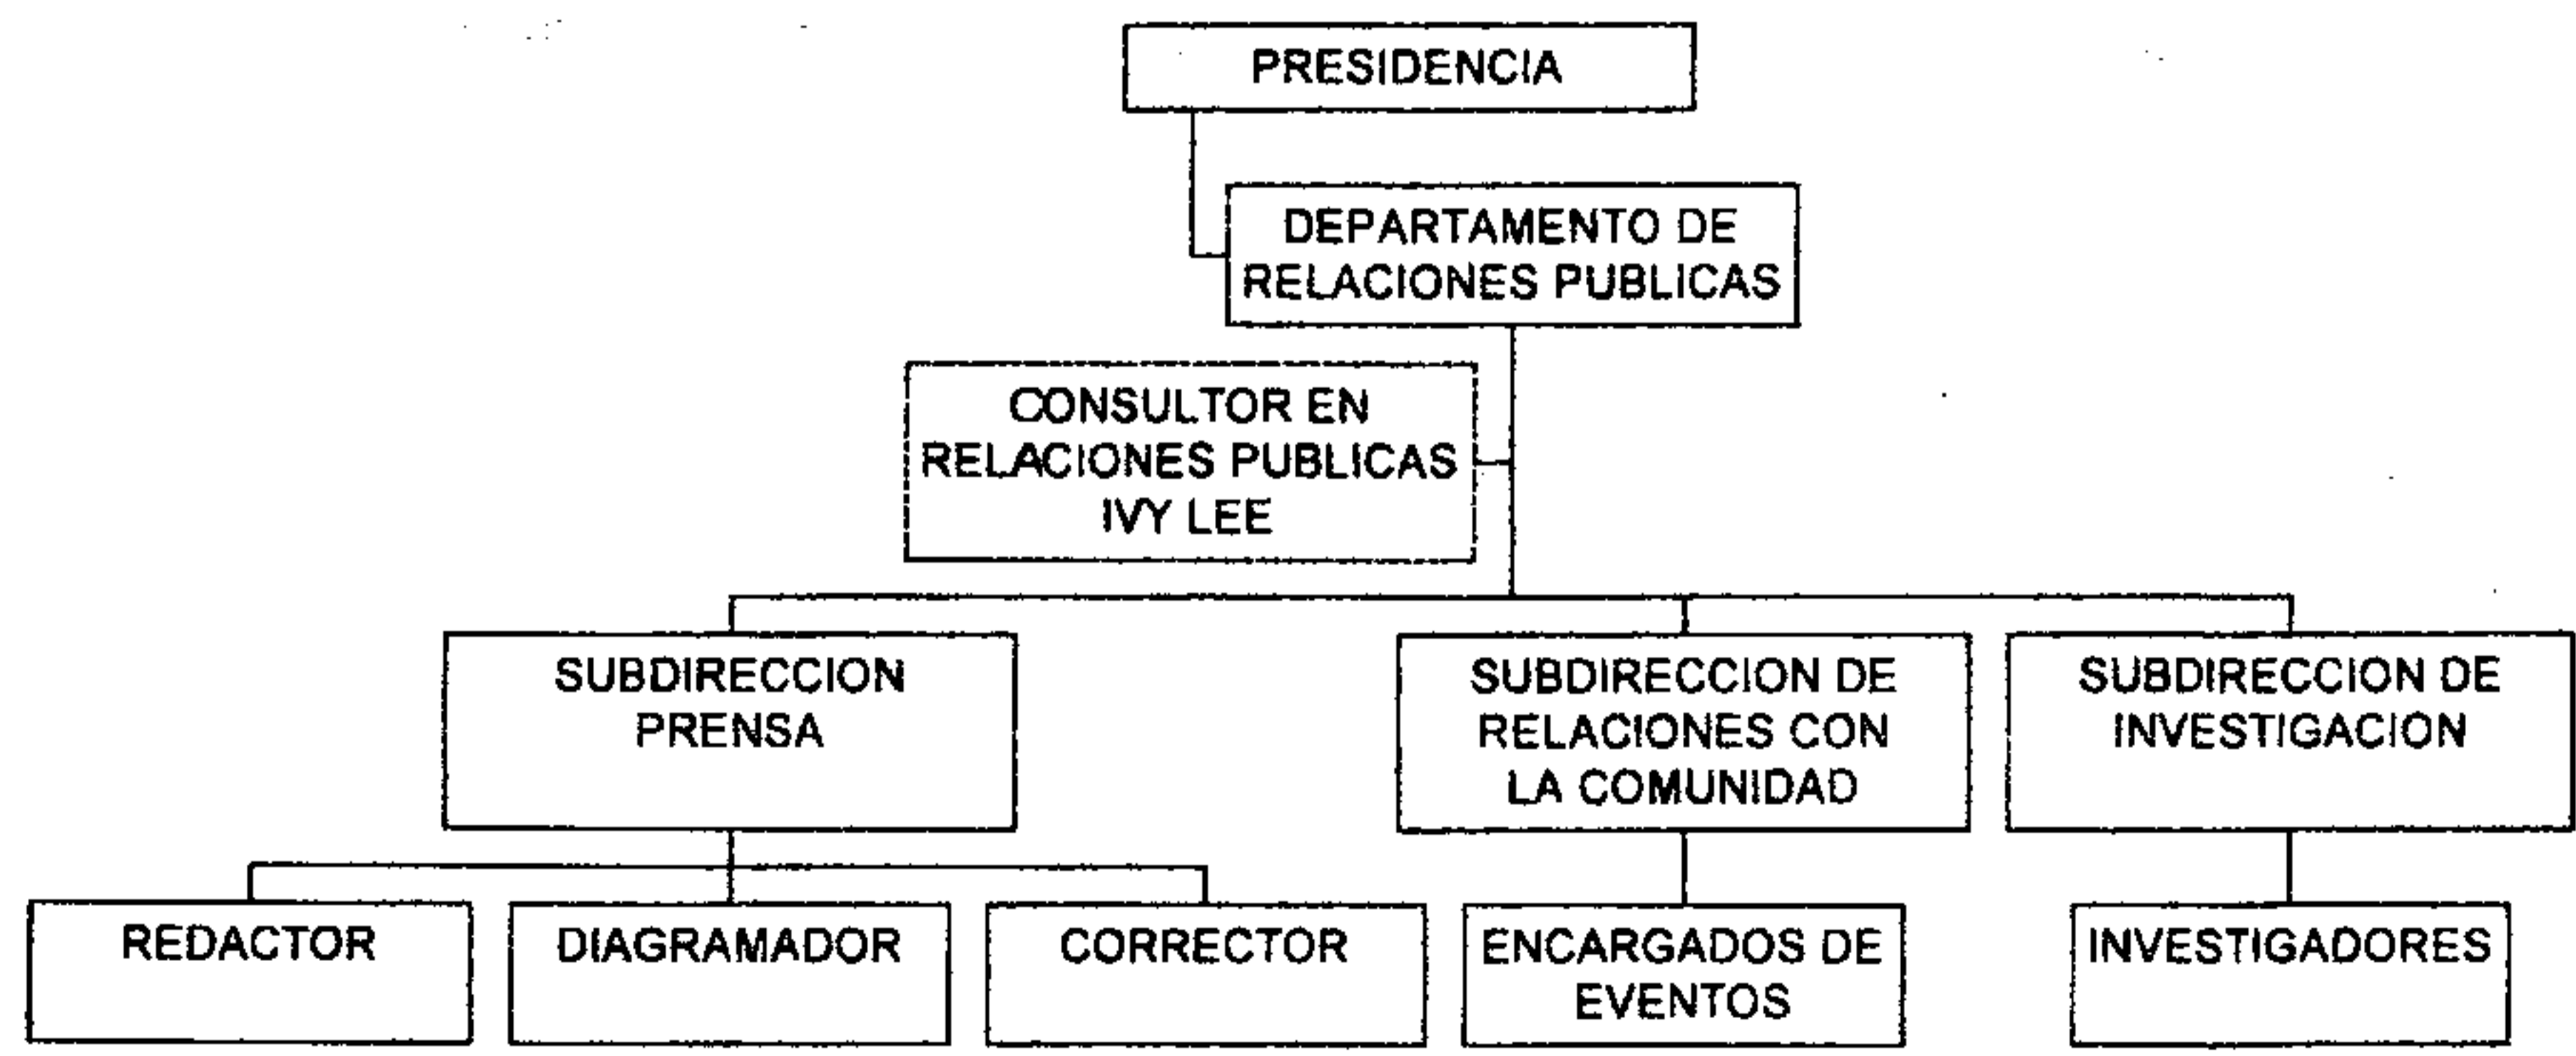 PRESIDENCIA
DEPARTAMENTO DE
RELACIONES PUBLICAS
CONSULTOR EN
RELACIONES PUBLICAS
IVY LEE
SUBDIRECCION
PRENSA
SUBDIRECCION DE
RELACIONES CON
LA COMUNIDAD
SUBDIRECCION DE
INVESTIGACION
REDACTOR
DIAGRAMADOR
CORRECTOR
ENCARGADOS DE
EVENTOS
INVESTIGADORES